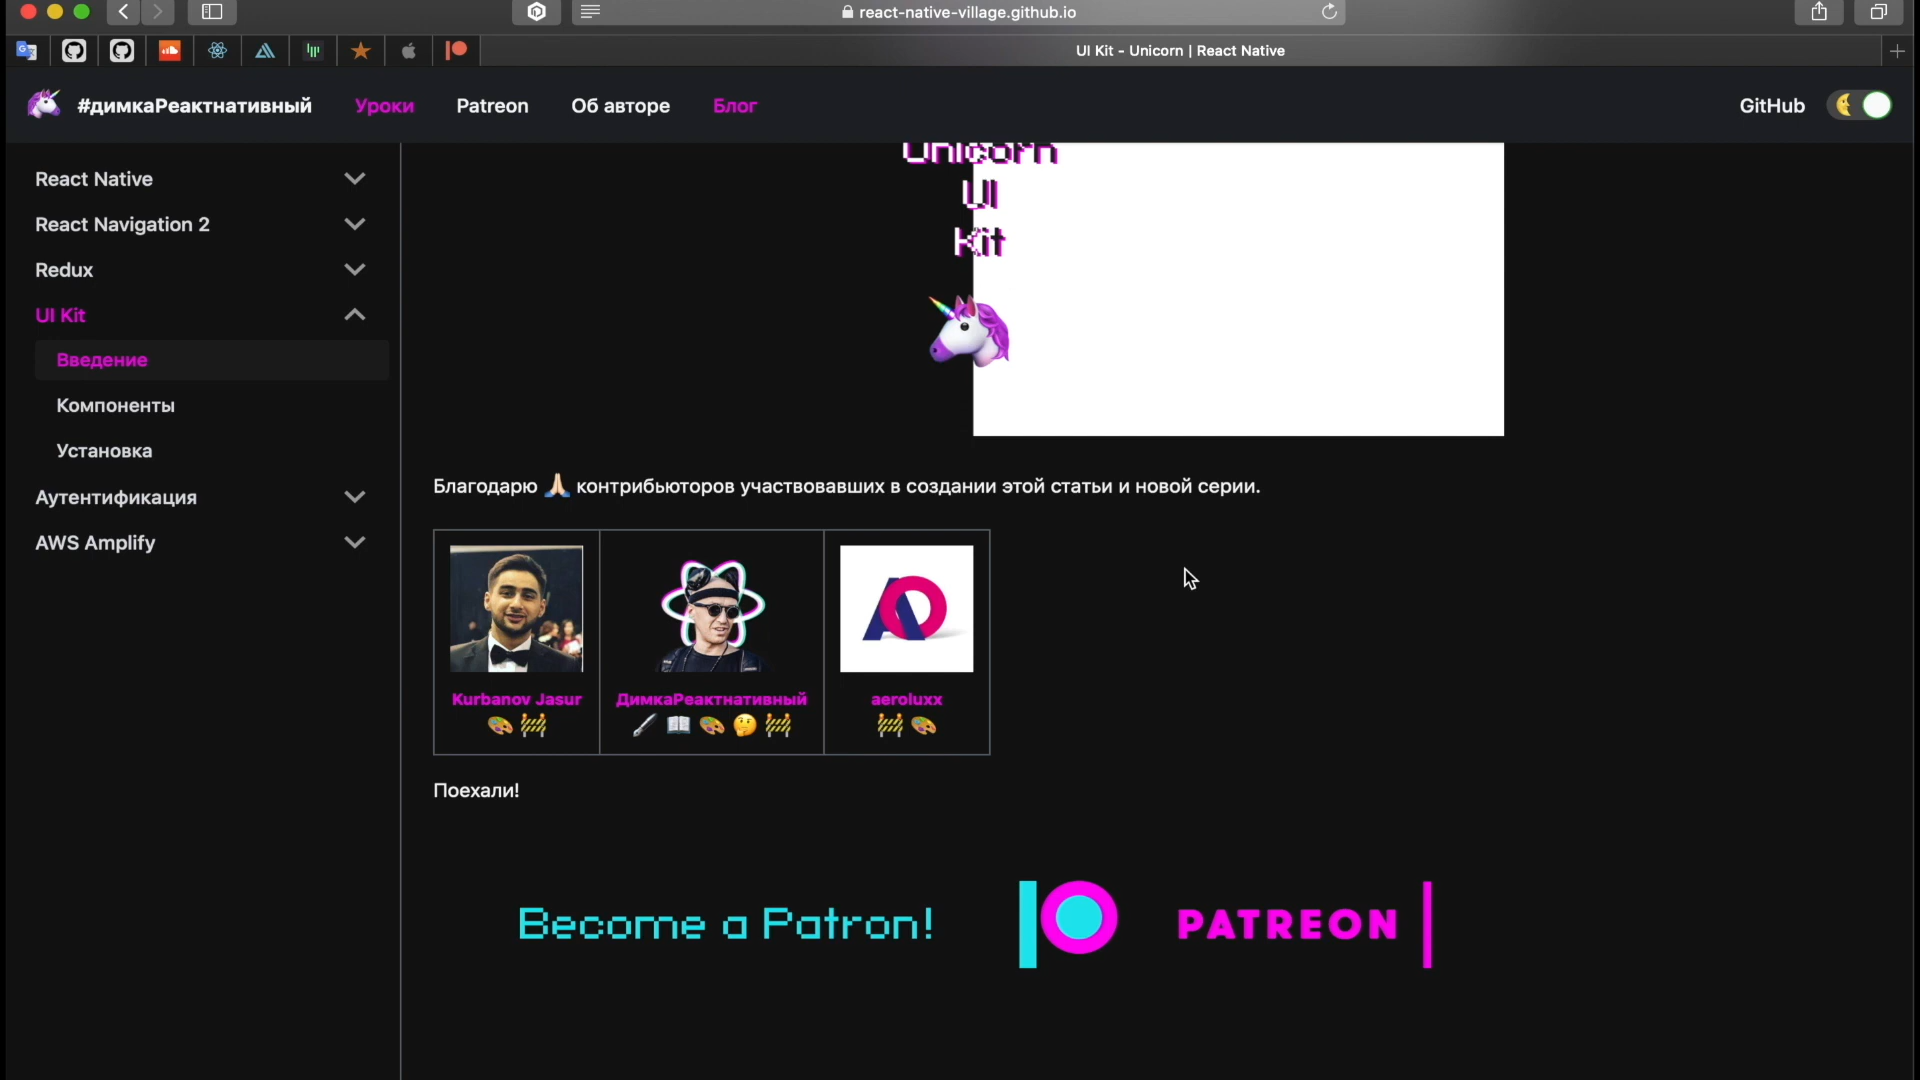 react-native-village.github.io
UI Kit - Unicorn | React Native
#димкаРеактнативный
Уроки
Patreon
Об авторе
Блог
GitHub
React Native
React Navigation 2
Redux
UI Kit
Введение
Компоненты
Установка
Аутентификация
AWS Amplify
Unicorn
UI
Kit
Благодарю 🙏🏻 контрибьюторов участвовавших в создании этой статьи и новой серии.
Kurbanov Jasur
ДимкаРеактнативный
aeroluxx
Поехали!
Become a Patron!
PATREON